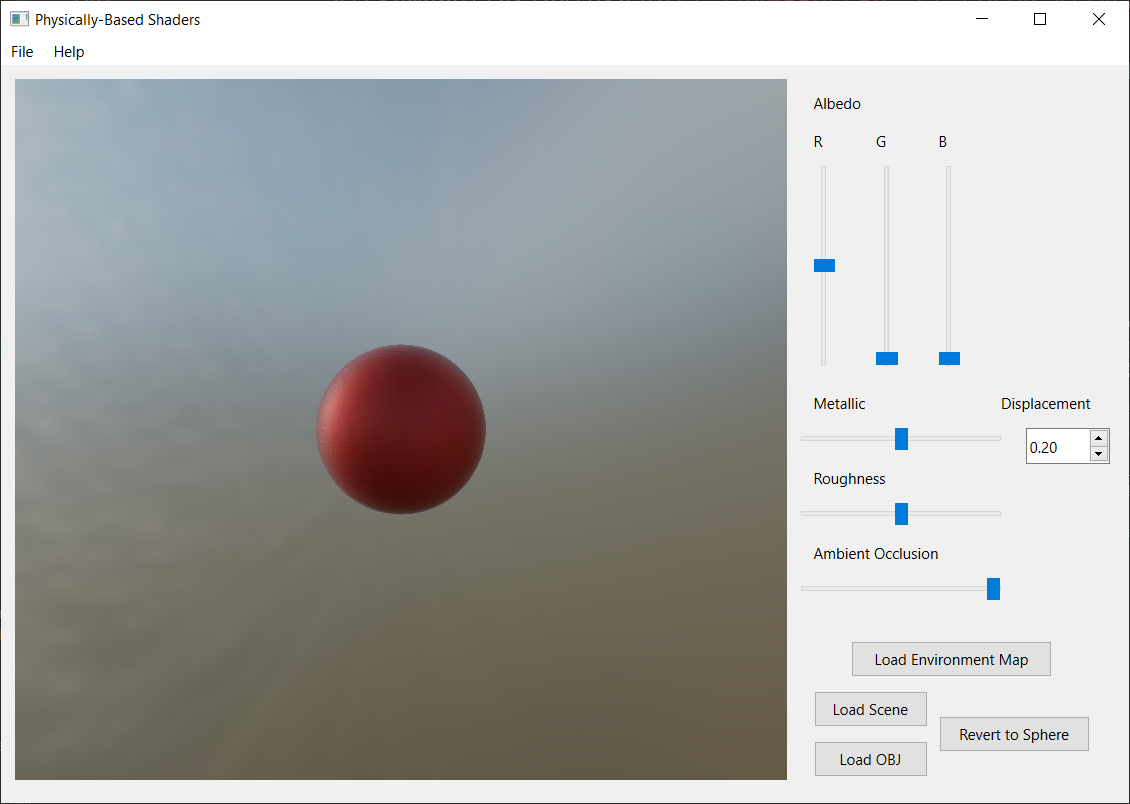 Physically-Based Shaders
File Help
Albedo
R G B
Metallic Displacement
0.20
Roughness
Ambient Occlusion
Load Environment Map
Load Scene
Revert to Sphere
Load OBJ